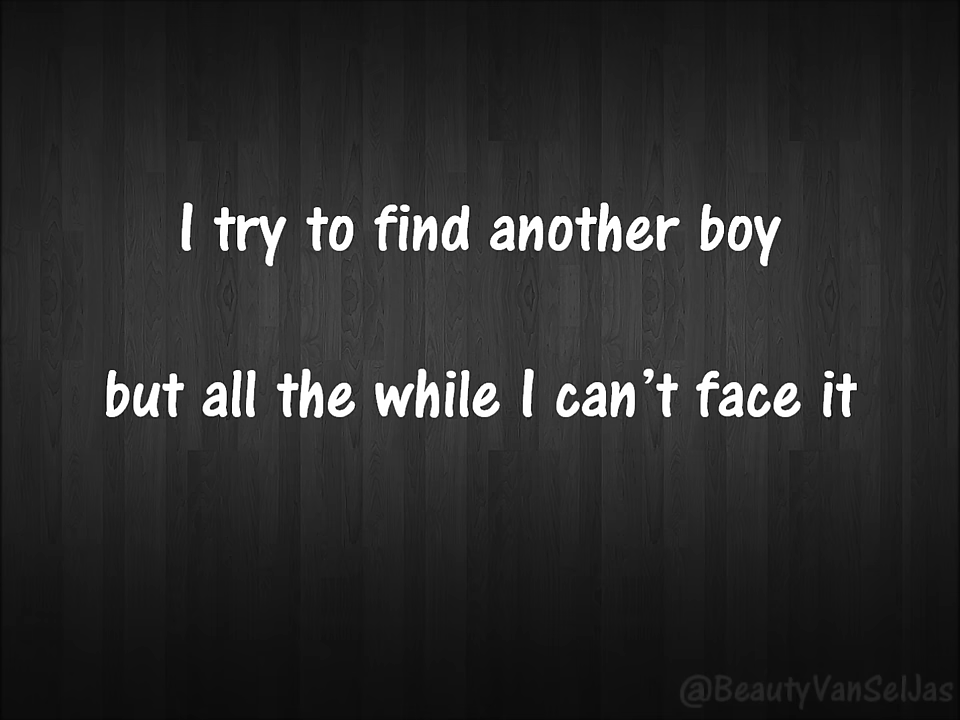 I try to find another boy
but all the while I can't face it
@BeautyVanSelJas